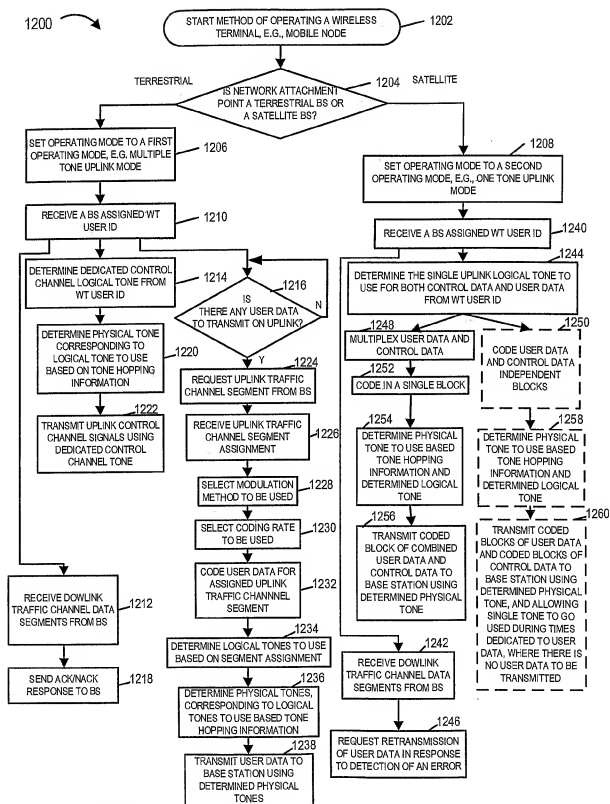 1200
START METHOD OF OPERATING A WIRELESS
TERMINAL, E.G., MOBILE NODE
1202
TERRESTRIAL
SATELLITE
1204
IS NETWORK ATTACHMENT
POINT A TERRESTRIAL BS OR
A SATELLITE BS?
SET OPERATING MODE TO A FIRST
OPERATING MODE, E.G. MULTIPLE
TONE UPLINK MODE
1206
1208
SET OPERATING MODE TO A SECOND
OPERATING MODE, E.G., ONE TONE UPLINK
MODE
RECEIVE A BS ASSIGNED WT
USER ID
1210
RECEIVE A BS ASSIGNED WT USER ID
1240
DETERMINE DEDICATED CONTROL
CHANNEL LOGICAL TONE FROM
WT USER ID
1214
1216
IS
THERE ANY USER DATA
TO TRANSMIT ON UPLINK?
N
Y
1244
DETERMINE THE SINGLE UPLINK LOGICAL TONE TO
USE FOR BOTH CONTROL DATA AND USER DATA
FROM WT USER ID
DETERMINE PHYSICAL TONE
CORRESPONDING TO
LOGICAL TONE TO USE
BASED ON TONE HOPPING
INFORMATION
1220
1222
TRANSMIT UPLINK CONTROL
CHANNEL SIGNALS USING
DEDICATED CONTROL
CHANNEL TONE
1224
REQUEST UPLINK TRAFFIC
CHANNEL SEGMENT FROM BS
RECEIVE UPLINK TRAFFIC
CHANNEL SEGMENT
ASSIGNMENT
1226
SELECT MODULATION
METHOD TO BE USED
1228
SELECT CODING RATE
TO BE USED
1230
CODE USER DATA FOR
ASSIGNED UPLINK
TRAFFIC CHANNNEL
SEGMENT
1232
1234
DETERMINE LOGICAL TONES TO USE
BASED ON SEGMENT ASSIGNMENT
1236
DETERMINE PHYSICAL TONES,
CORRESPONDING TO LOGICAL
TONES TO USE BASED TONE
HOPPING INFORMATION
1238
TRANSMIT USER DATA TO
BASE STATION USING
DETERMINED PHYSICAL
TONES
RECEIVE DOWLINK
TRAFFIC CHANNEL DATA
SEGMENTS FROM BS
1212
SEND ACK/NACK
RESPONSE TO BS
1218
1248
MULTIPLEX USER DATA AND
CONTROL DATA
1252
CODE IN A SINGLE BLOCK
1254
DETERMINE PHYSICAL
TONE TO USE BASED
TONE HOPPING
INFORMATION AND
DETERMINED LOGICAL
TONE
1256
TRANSMIT CODED
BLOCK OF COMBINED
USER DATA AND
CONTROL DATA TO
BASE STATION USING
DETERMINED PHYSICAL
TONE
1250
CODE USER DATA
AND CONTROL DATA
INDEPENDENT
BLOCKS
1258
DETERMINE PHYSICAL
TONE TO USE BASED
TONE HOPPING
INFORMATION AND
DETERMINED LOGICAL
TONE
1260
TRANSMIT CODED
BLOCKS OF USER DATA
AND CODED BLOCKS OF
CONTROL DATA TO
BASE STATION USING
DETERMINED PHYSICAL
TONE, AND ALLOWING
SINGLE TONE TO GO
USED DURING TIMES
DEDICATED TO USER
DATA, WHERE THERE IS
NO USER DATA TO BE
TRANSMITTED
1242
RECEIVE DOWLINK
TRAFFIC CHANNEL DATA
SEGMENTS FROM BS
1246
REQUEST RETRANSMISSION
OF USER DATA IN RESPONSE
TO DETECTION OF AN ERROR